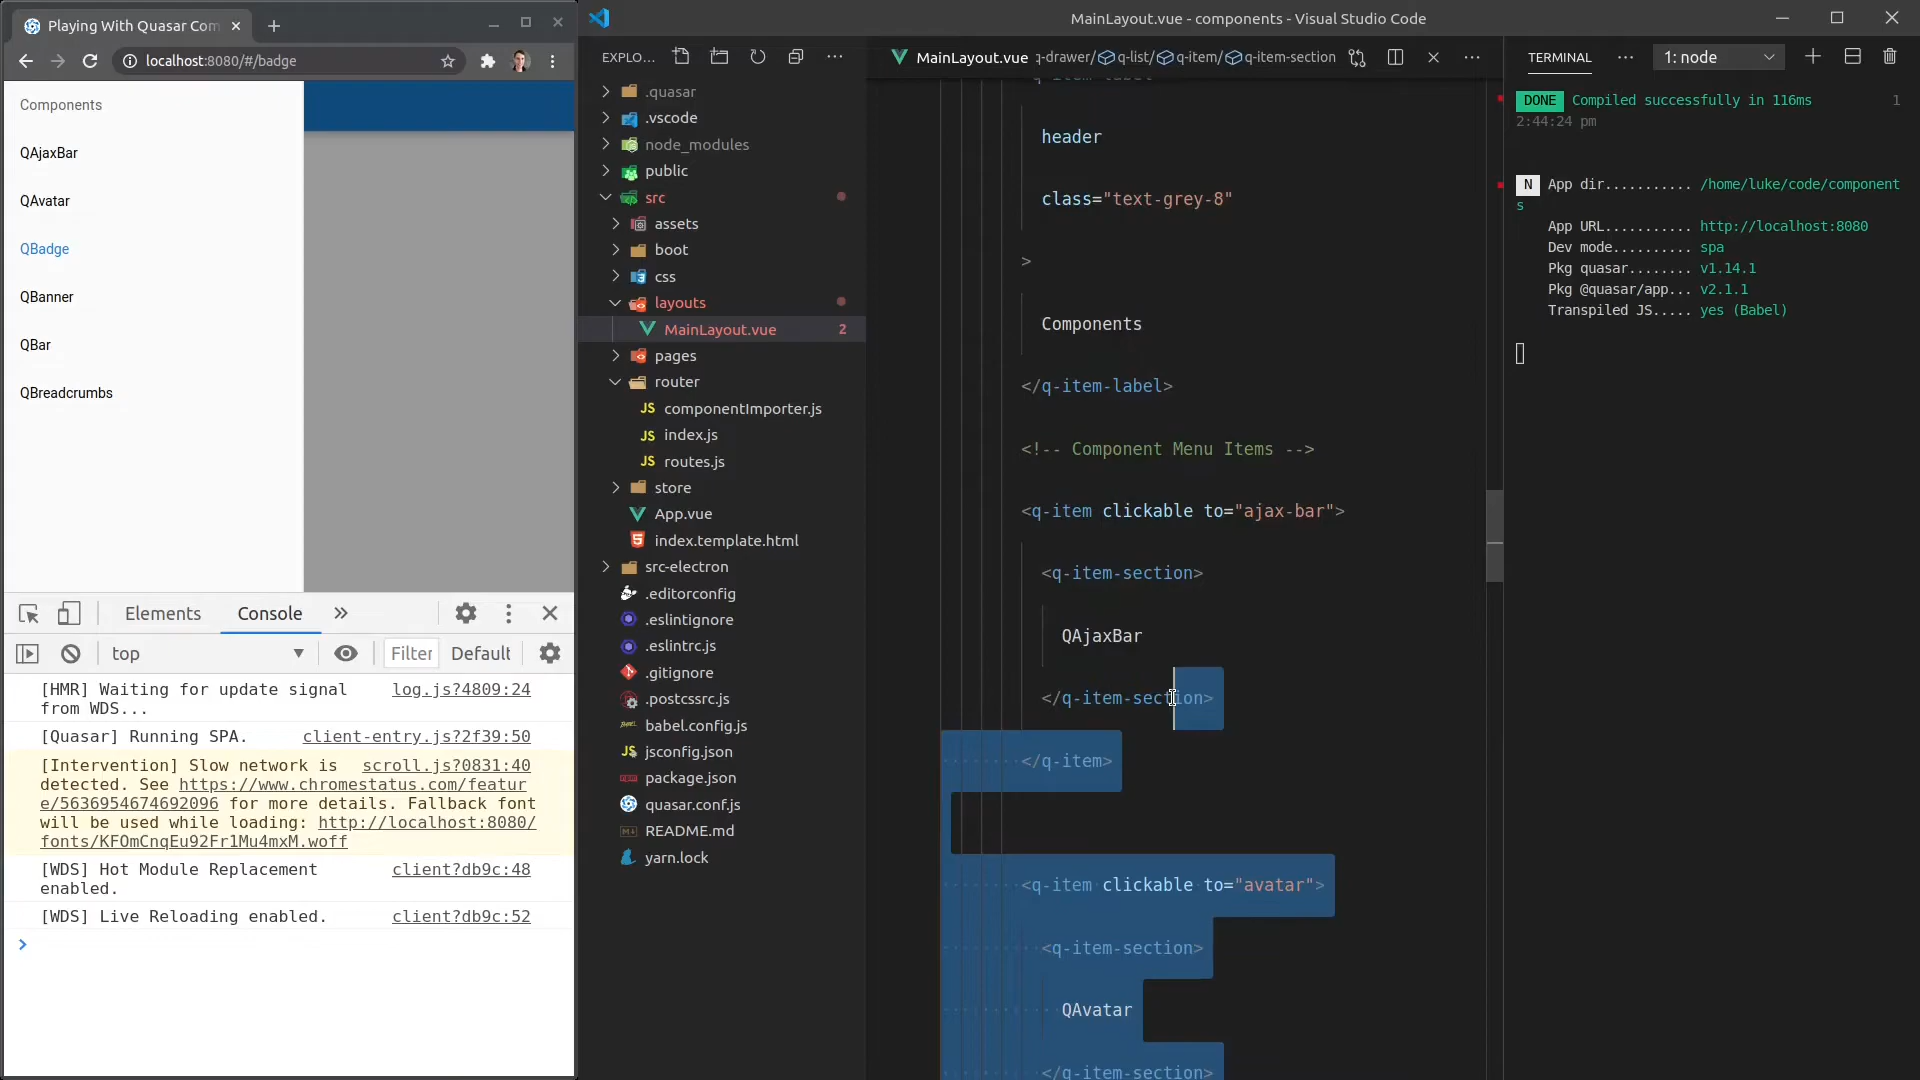 Playing With Quasar Com
localhost:8080/#/badge
Components
QAjaxBar
QAvatar
QBadge
QBanner
QBar
QBreadcrumbs
Elements
Console
top
Filter
Default
[HMR] Waiting for update signal from WDS...
log.js?4809:24
[Quasar] Running SPA.
client-entry.js?2f39:50
[Intervention] Slow network is
scroll.js?0831:40
detected. See https://www.chromestatus.com/featur
e/5636954674692096 for more details. Fallback font
will be used while loading: http://localhost:8080/
fonts/KFOmCnqEu92Fr1Mu4mxM.woff
[WDS] Hot Module Replacement
client?db9c:48
enabled.
[WDS] Live Reloading enabled.
client?db9c:52
MainLayout.vue - components - Visual Studio Code
EXPLO...
.quasar
.vscode
node_modules
public
src
assets
boot
css
layouts
MainLayout.vue
2
pages
router
JS componentImporter.js
JS index.js
JS routes.js
store
App.vue
index.template.html
src-electron
.editorconfig
.eslintignore
.eslintrc.js
.gitignore
.postcssrc.js
babel.config.js
JS jsconfig.json
package.json
quasar.conf.js
README.md
yarn.lock
MainLayout.vue
q-drawer/ q-list/ q-item/ q-item-section
q-item-label
header
class="text-grey-8"
>
Components
</q-item-label>
<!-- Component Menu Items -->
<q-item clickable to="ajax-bar">
<q-item-section>
QAjaxBar
</q-item-section>
</q-item>
<q-item clickable to="avatar">
<q-item-section>
QAvatar
</q-item-section>
TERMINAL
1: node
DONE Compiled successfully in 116ms
1
2:44:24 pm
N App dir........... /home/luke/code/component
s
App URL........... http://localhost:8080
Dev mode.......... spa
Pkg quasar........ v1.14.1
Pkg @quasar/app... v2.1.1
Transpiled JS..... yes (Babel)